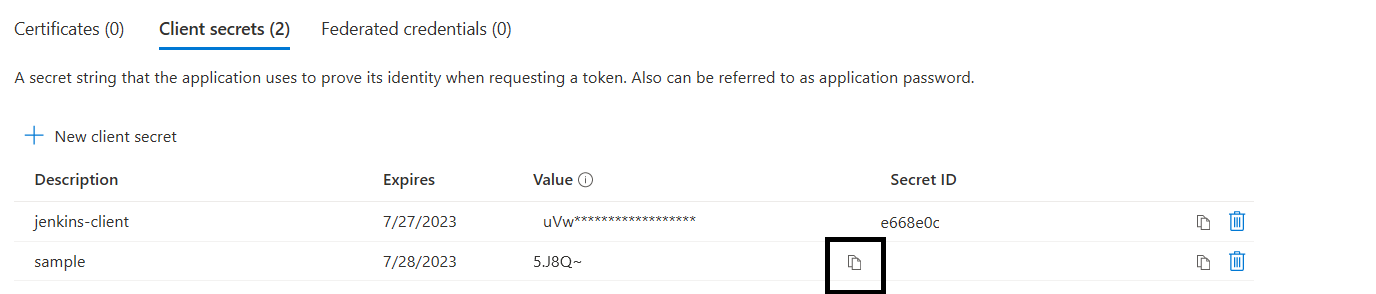 Certificates (0) Client secrets (2) Federated credentials (0)
A secret string that the application uses to prove its identity when requesting a token. Also can be referred to as application password.
New client secret
Description Expires Value Secret ID
jenkins-client 7/27/2023 uVw****************** e668e0c
sample 7/28/2023 5.J8Q~